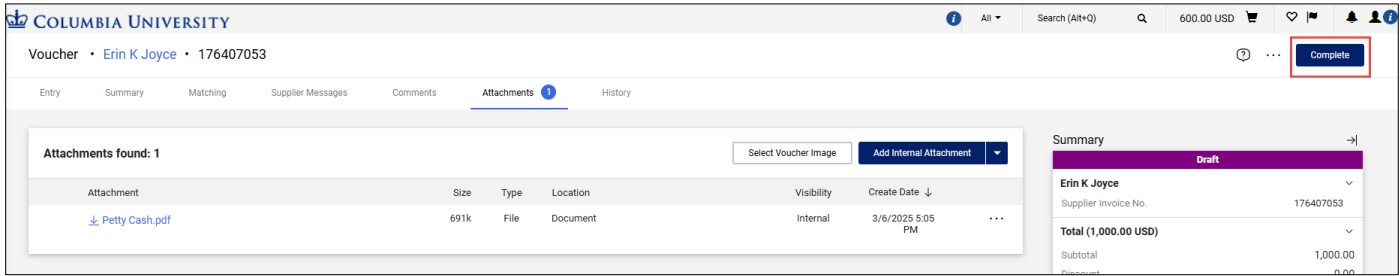 COLUMBIA UNIVERSITY
i All Search (Alt+Q) 600.00 USD i
Voucher • Erin K Joyce • 176407053
? ... Complete
Entry Summary Matching Supplier Messages Comments Attachments 1 History
Attachments found: 1
Select Voucher Image Add Internal Attachment
Attachment Size Type Location Visibility Create Date ↓
Petty Cash.pdf 691k File Document Internal 3/6/2025 5:05
PM
...
Summary
Draft
Erin K Joyce
Supplier Invoice No. 176407053
Total (1,000.00 USD)
Subtotal 1,000.00
Discount 0.00